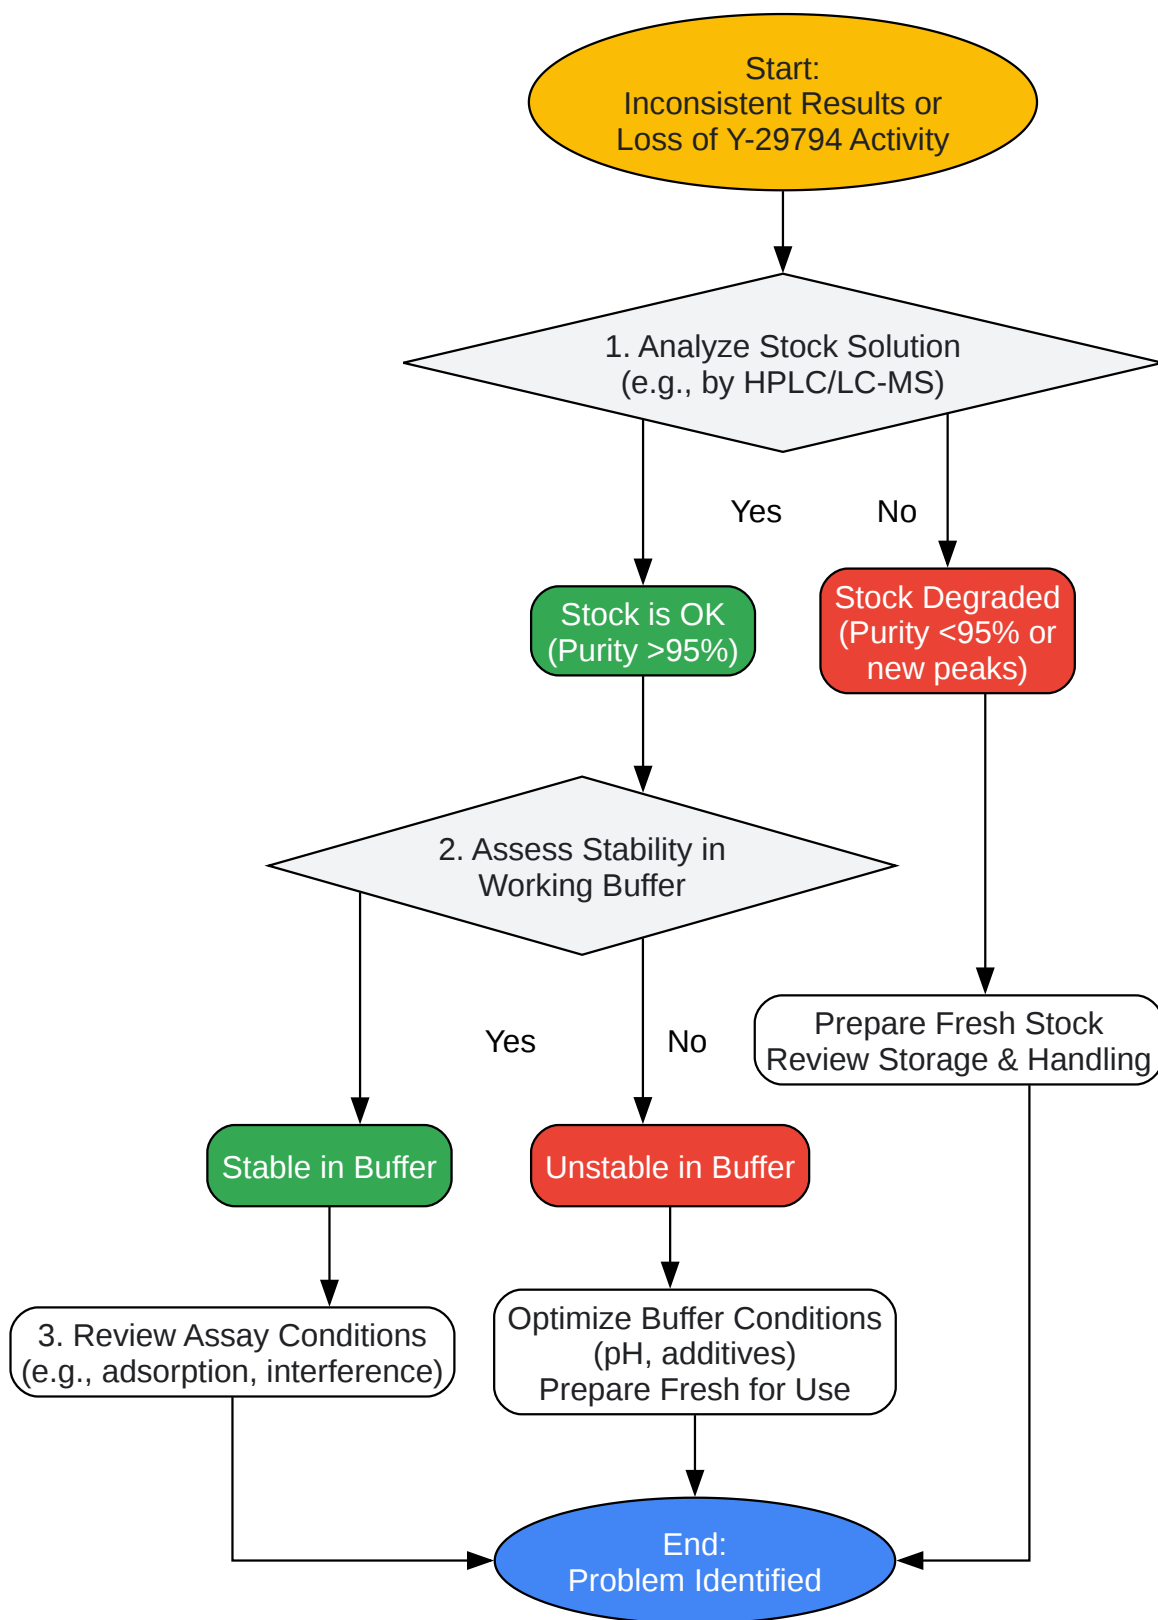 Start:
Inconsistent Results or
Loss of Y-29794 Activity
1. Analyze Stock Solution
(e.g., by HPLC/LC-MS)
Yes
No
Stock is OK
(Purity >95%)
Stock Degraded
(Purity <95% or
new peaks)
2. Assess Stability in
Working Buffer
Yes
No
Prepare Fresh Stock
Review Storage & Handling
Stable in Buffer
Unstable in Buffer
3. Review Assay Conditions
(e.g., adsorption, interference)
Optimize Buffer Conditions
(pH, additives)
Prepare Fresh for Use
End:
Problem Identified